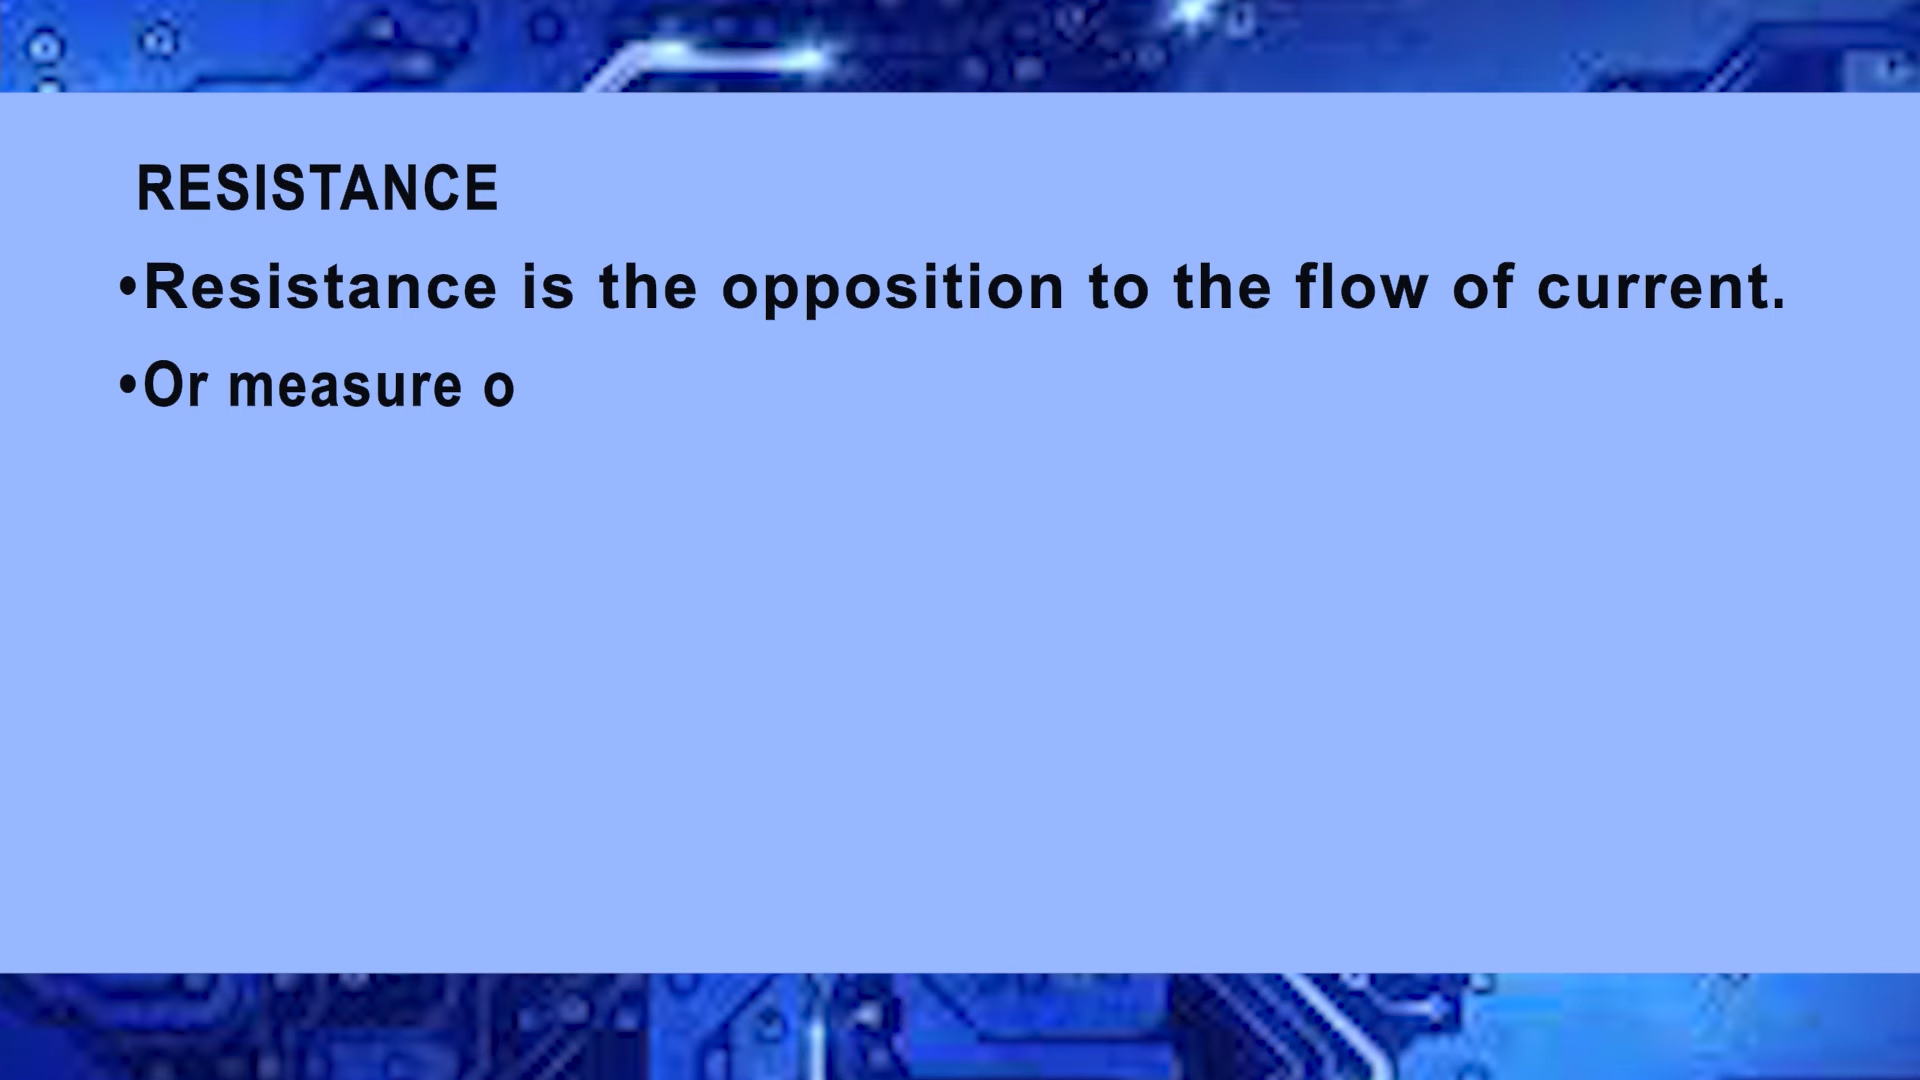 RESISTANCE
•Resistance is the opposition to the flow of current.
•Or measure o